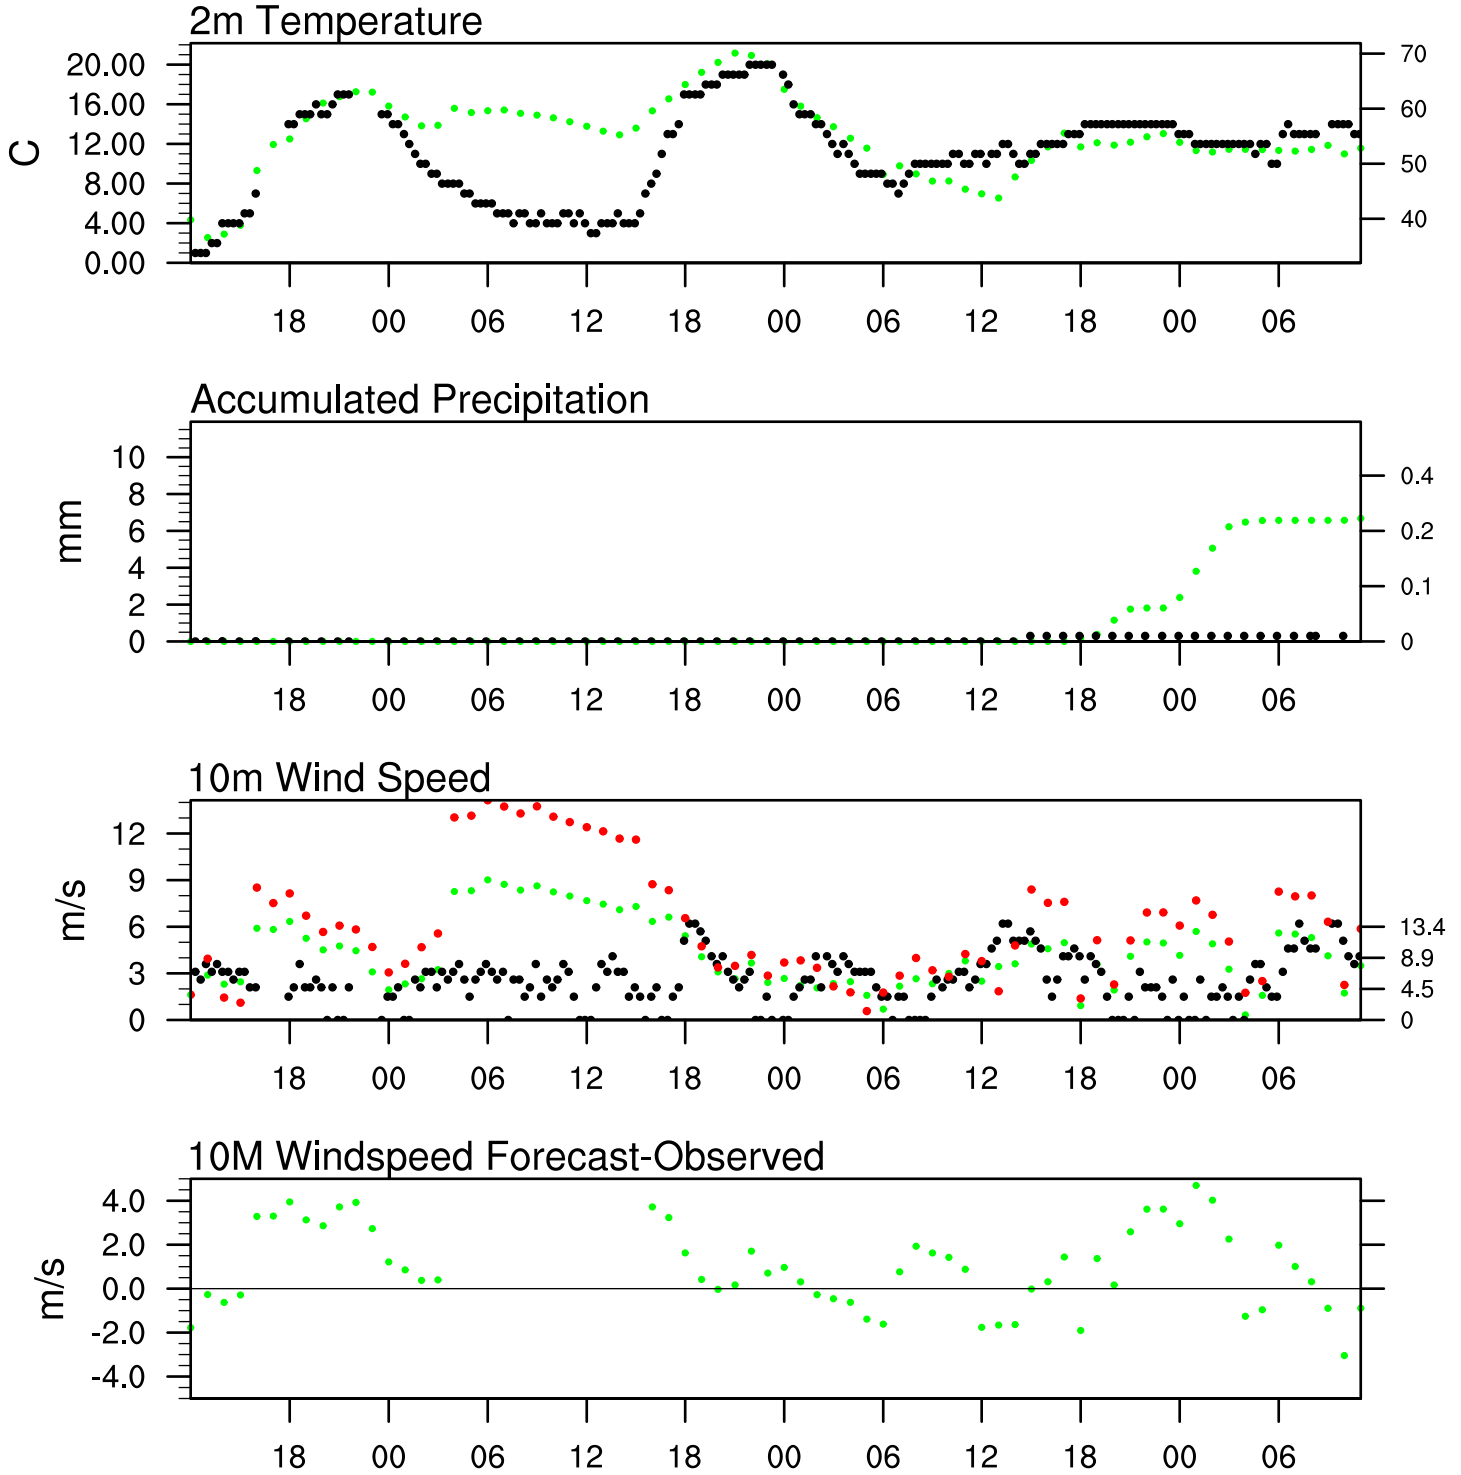 2m Temperature
20.00
16.00
12.00
8.00
4.00
0.00
C
70
60
50
40
18 00 06 12 18 00 06 12 18 00 06
Accumulated Precipitation
10
8
6
4
2
0
mm
0.4
0.2
0.1
0
18 00 06 12 18 00 06 12 18 00 06
10m Wind Speed
12
9
6
3
0
m/s
13.4
8.9
4.5
0
18 00 06 12 18 00 06 12 18 00 06
10M Windspeed Forecast-Observed
4.0
2.0
0.0
-2.0
-4.0
m/s
18 00 06 12 18 00 06 12 18 00 06